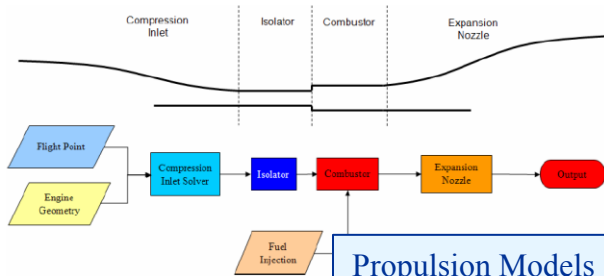 Compression
Inlet
Isolator
Combustor
Expansion
Nozzle
Flight Point
Engine
Geometry
Compression
Inlet Solver
Isolator
Combustor
Expansion
Nozzle
Output
Fuel
Injection
Propulsion Models